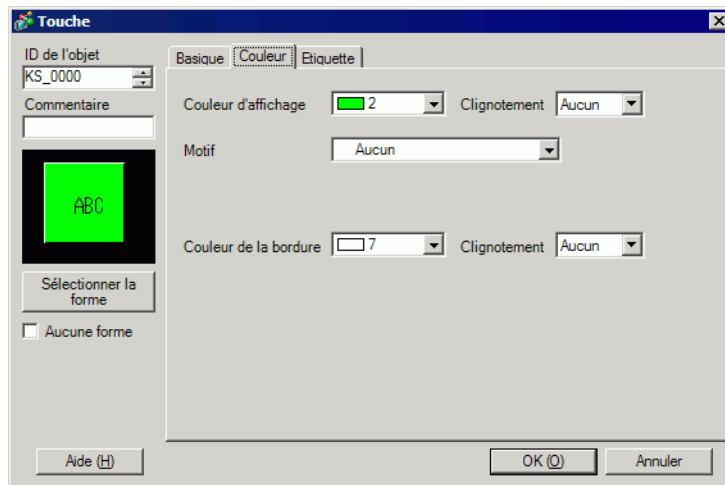 Touche
ID de l'objet
KS_0000
Commentaire
ABC
Sélectionner la
forme
Aucune forme
Basique Couleur Etiquette
Couleur d'affichage 2 Clignotement Aucun
Motif Aucun
Couleur de la bordure 7 Clignotement Aucun
Aide (H) OK (O) Annuler